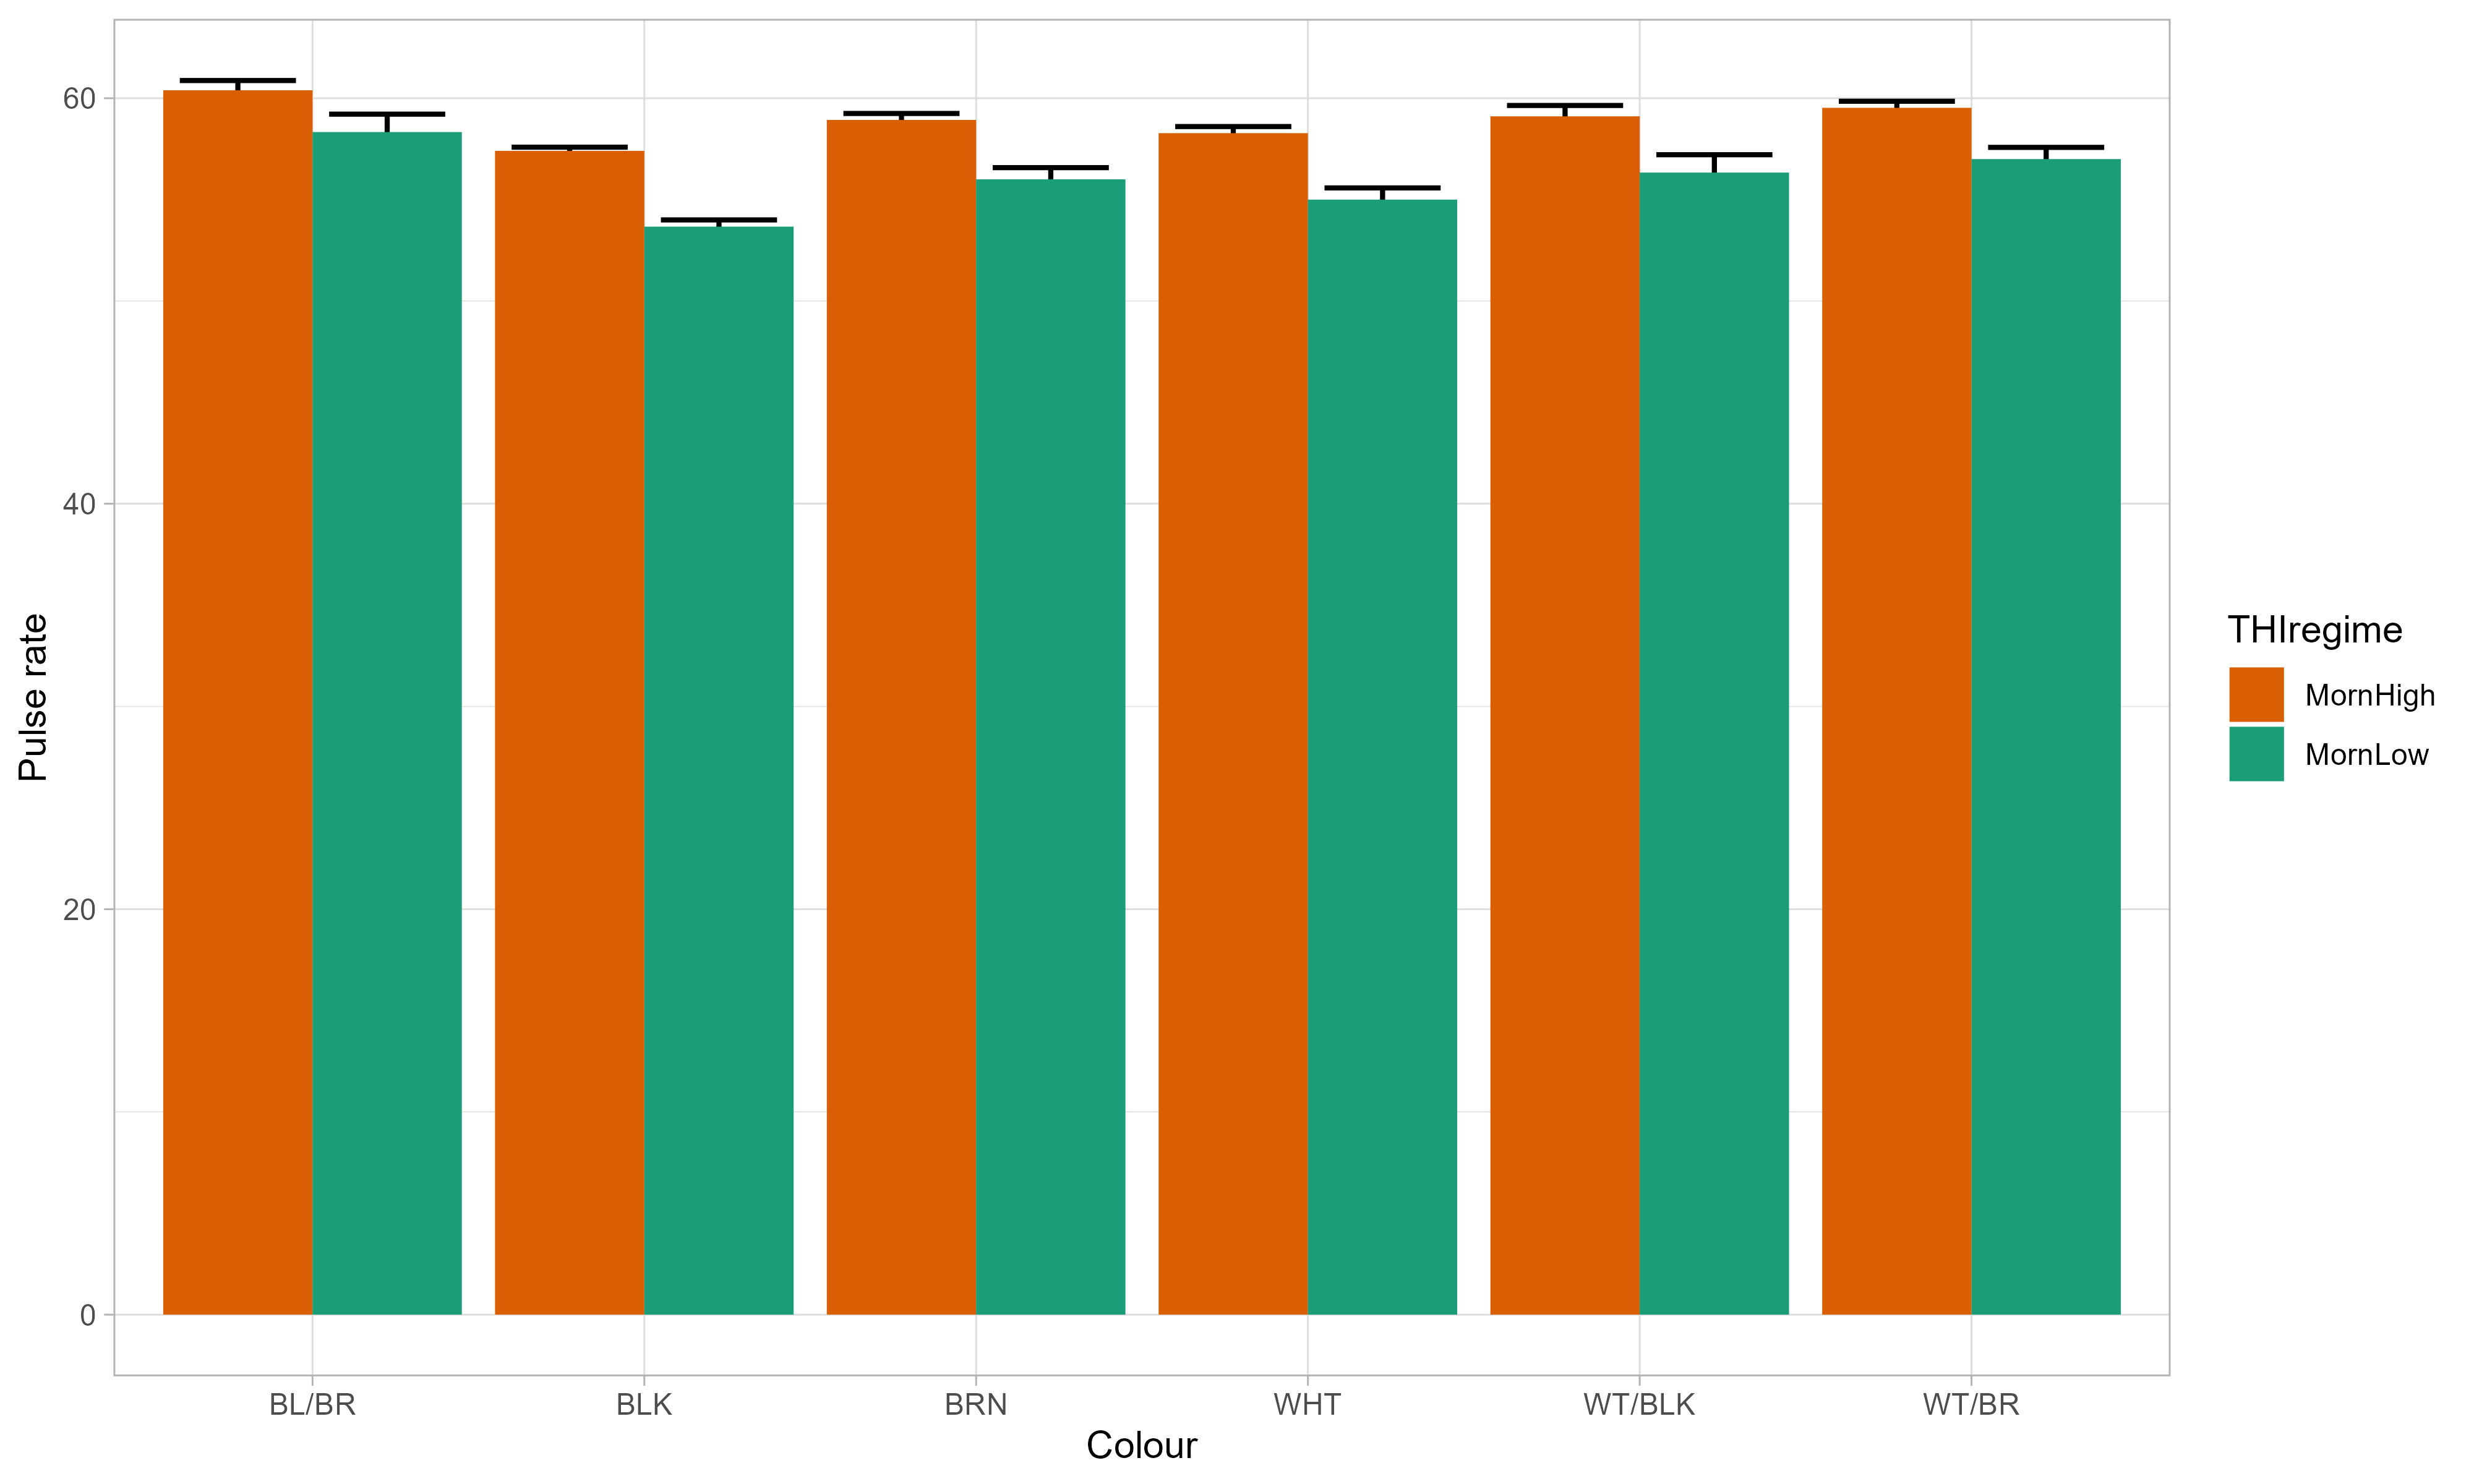 60
40
20
0
Pulse rate
BL/BR
BLK
BRN
WHT
WT/BLK
WT/BR
Colour
THIregime
MornHigh
MornLow